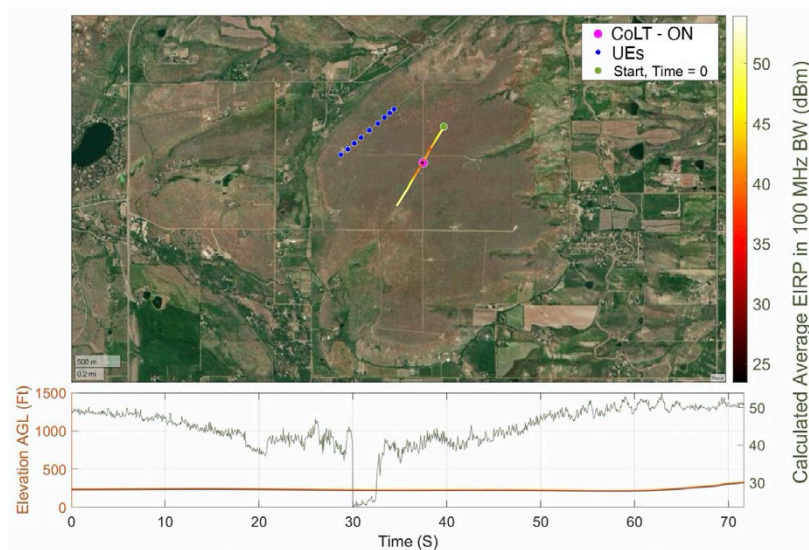 CoLT - ON
UEs
Start, Time = 0
500 m
0.2 mi
50
45
40
35
30
25
Calculated Average EIRP in 100 MHz BW (dBm)
1500
1000
500
0
Elevation AGL (Ft)
50
40
30
0
10
20
30
40
50
60
70
Time (S)